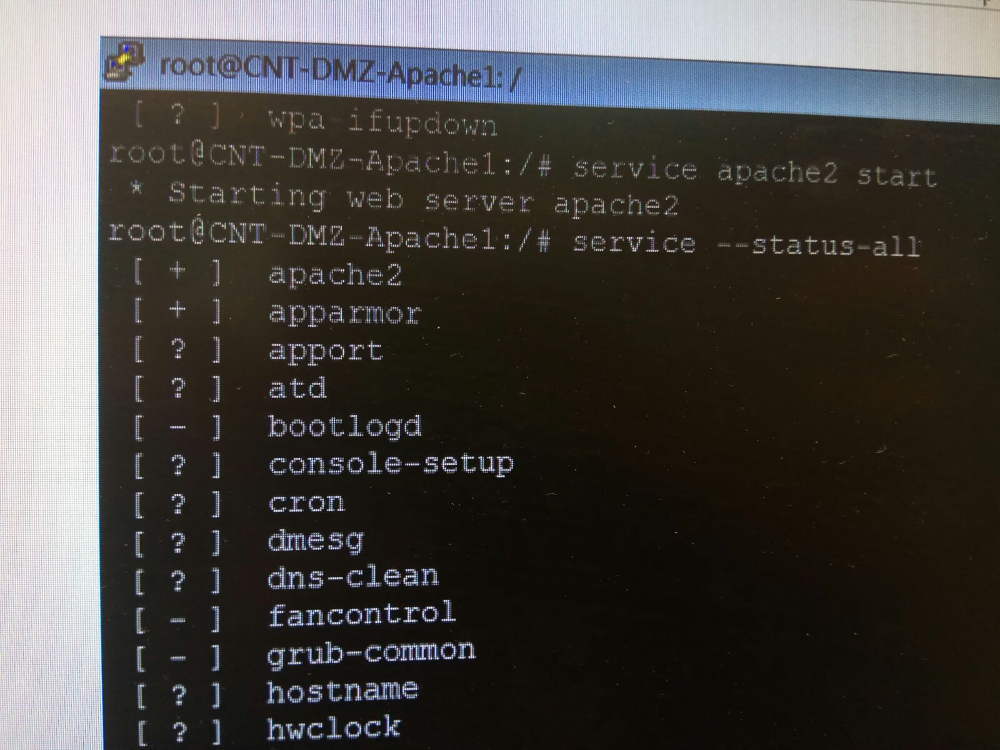 root@CNT-DMZ-Apache1: /
[ ? ] wpa-ifupdown
root@CNT-DMZ-Apache1:/# service apache2 start
* Starting web server apache2
root@CNT-DMZ-Apache1:/# service --status-all
[ + ] apache2
[ + ] apparmor
[ ? ] apport
[ ? ] atd
[ - ] bootlogd
[ ? ] console-setup
[ ? ] cron
[ ? ] dmesg
[ ? ] dns-clean
[ - ] fancontrol
[ - ] grub-common
[ ? ] hostname
[ ? ] hwclock